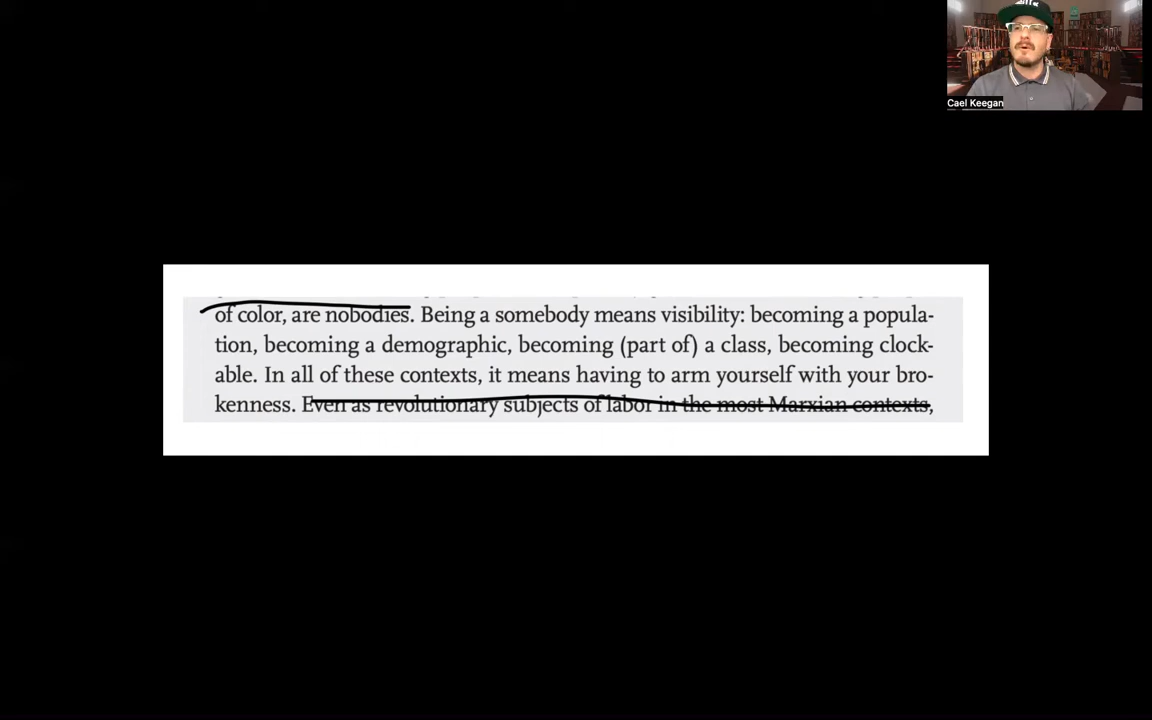 Cael Keegan
of color, are nobodies. Being a somebody means visibility: becoming a popula-
tion, becoming a demographic, becoming (part of) a class, becoming clock-
able. In all of these contexts, it means having to arm yourself with your bro-
kenness. Even as revolutionary subjects of labor in the most Marxian contexts,